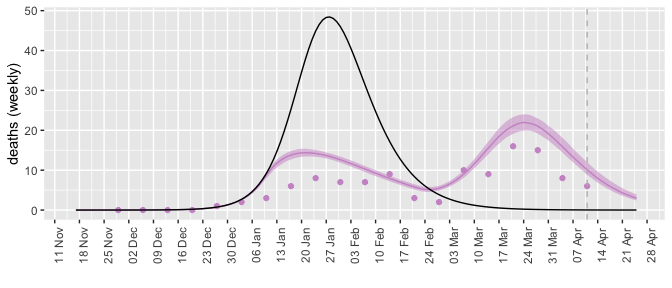 deaths (weekly)
50
40
30
20
10
0
11 Nov
18 Nov
25 Nov
02 Dec
09 Dec
16 Dec
23 Dec
30 Dec
06 Jan
13 Jan
20 Jan
27 Jan
03 Feb
10 Feb
17 Feb
24 Feb
03 Mar
10 Mar
17 Mar
24 Mar
31 Mar
07 Apr
14 Apr
21 Apr
28 Apr